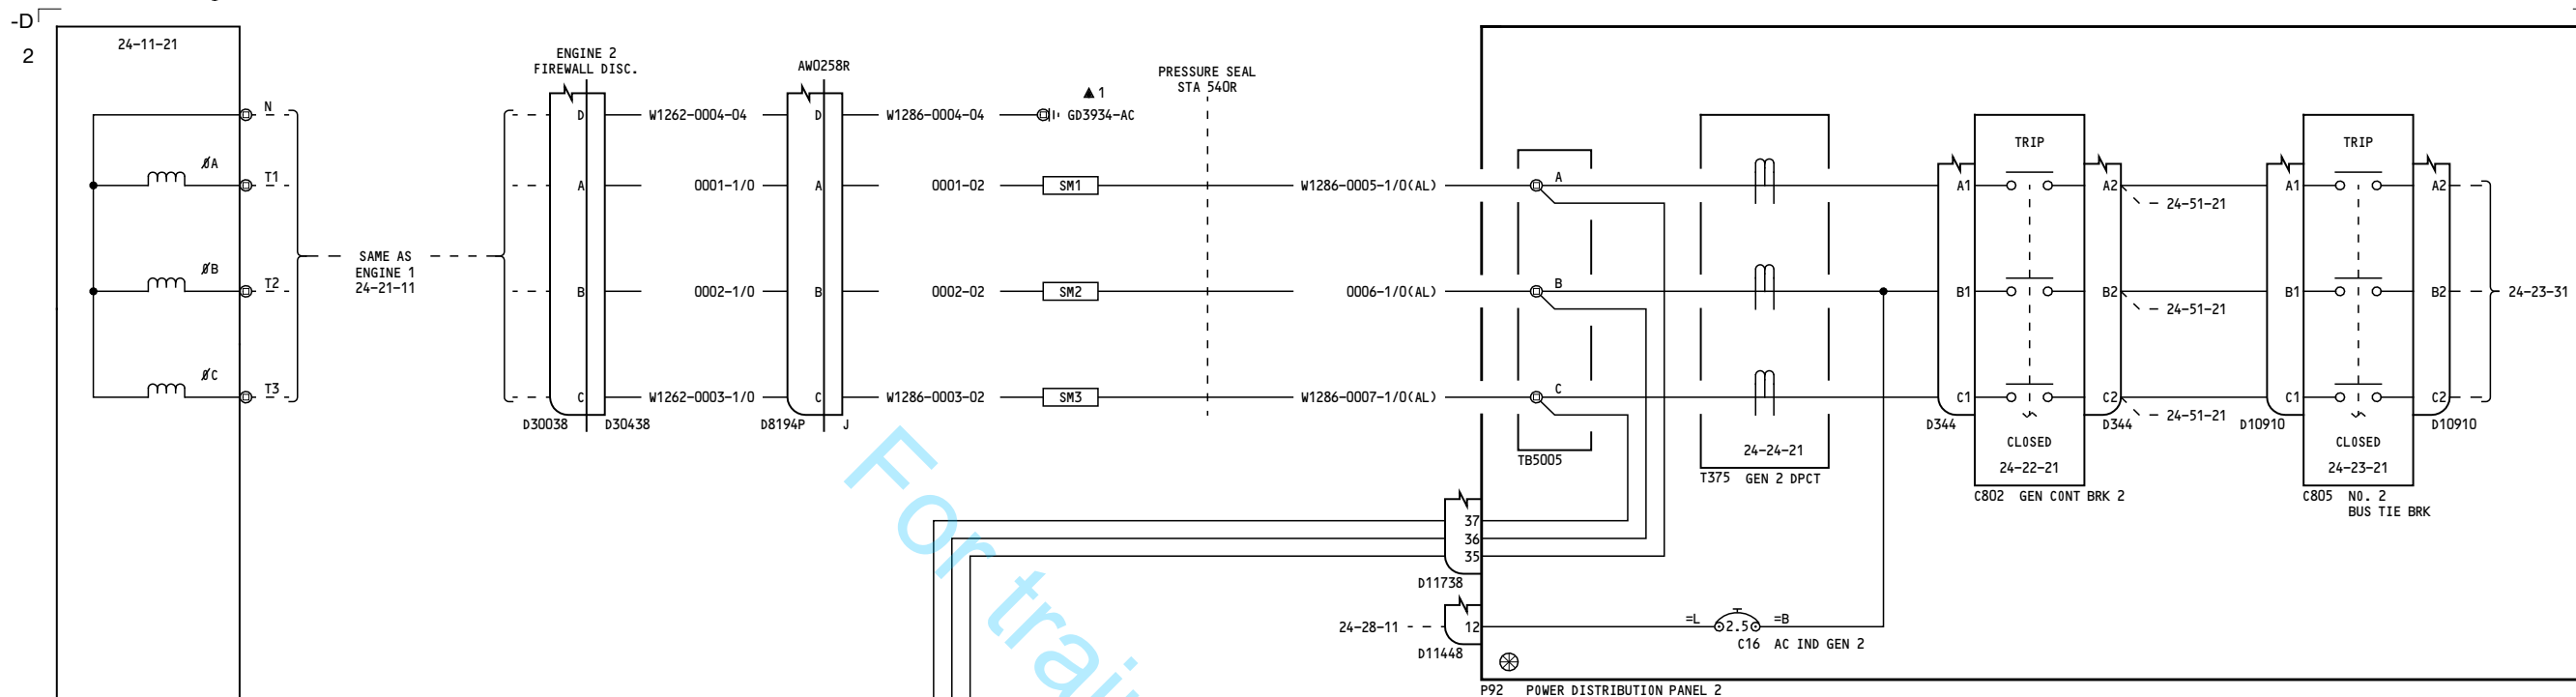 -D
2
24-11-21
N
ØA
T1
ØB
T2
ØC
T3
SAME AS
ENGINE 1
24-21-11
ENGINE 2
FIREWALL DISC.
D
A
B
C
D30038
D30438
W1262-0004-04
0001-1/0
0002-1/0
W1262-0003-1/0
AW0258R
D
A
B
C
D8194P
J
W1286-0004-04
0001-02
0002-02
W1286-0003-02
▲ 1
GD3934-AC
SM1
SM2
SM3
PRESSURE SEAL
STA 540R
W1286-0005-1/0(AL)
0006-1/0(AL)
W1286-0007-1/0(AL)
A
B
C
TB5005
24-24-21
T375 GEN 2 DPCT
A1
B1
C1
D344
TRIP
CLOSED
24-22-21
C802 GEN CONT BRK 2
A2
B2
C2
D344
24-51-21
24-51-21
24-51-21
A1
B1
C1
D10910
TRIP
CLOSED
24-23-21
C805 NO. 2
BUS TIE BRK
A2
B2
C2
D10910
24-23-31
37
36
35
D11738
24-28-11
12
D11448
=L
2.5
=B
C16 AC IND GEN 2
P92 POWER DISTRIBUTION PANEL 2
For trai